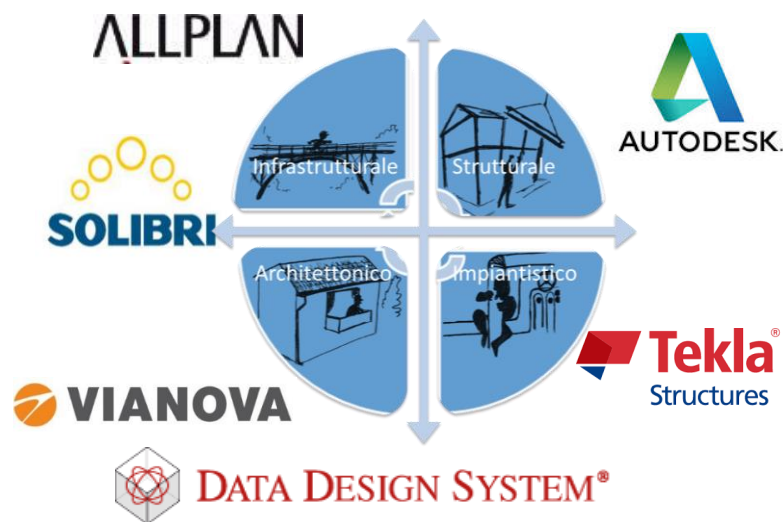 ALLPLAN
AUTODESK.
Infrastrutturale
Strutturale
SOLIBRI
Architettonico
Impiantistico
Tekla®
Structures
VIANOVA
DATA DESIGN SYSTEM®